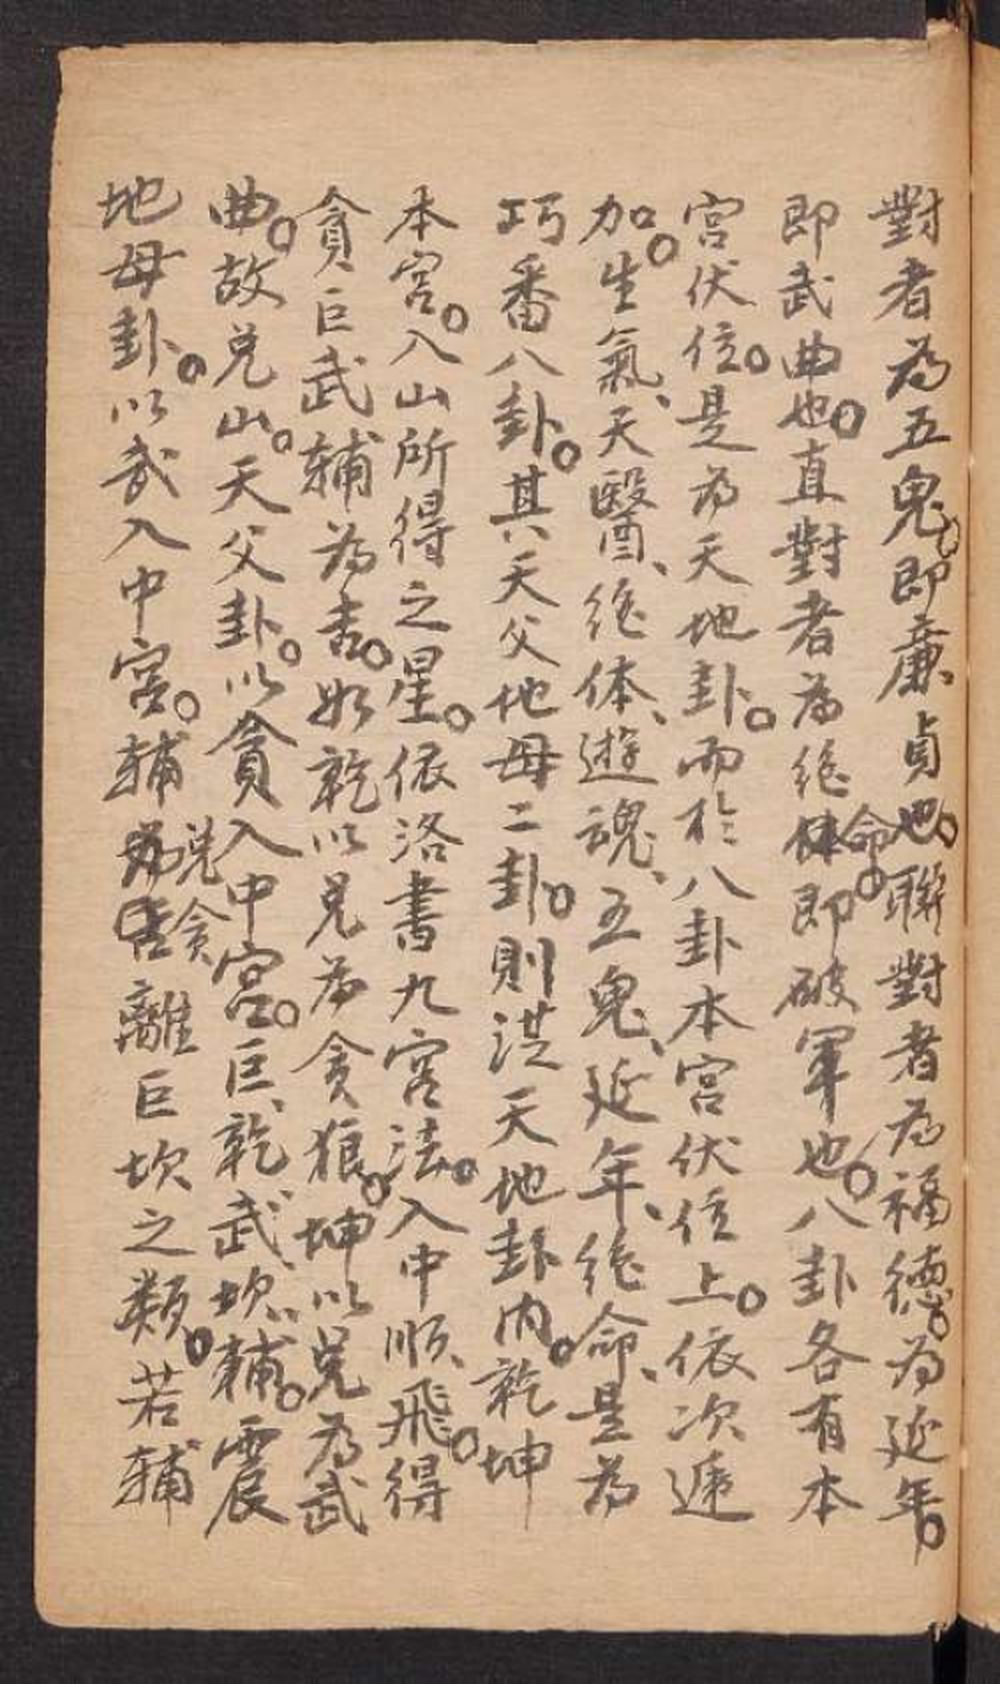 對者為五鬼。即廉貞也。聯對者為福德。為延年。
即武曲也。直對者為絕命。即破軍也。八卦各有本
宮伏位。是為天地卦。而於八卦本宮伏位上。依次遞
加。生氣、天醫、絕体、遊魂、五鬼、延年、絕命、是為
巧番八卦。其天父地母二卦。則從天地卦內。乾坤
本宮。入山所得之星。依洛書九宮法。入中順飛。得
貪巨武輔為吉。如乾以兌為貪狼。坤以兌為武
曲。故兌山。天父卦。以貪入中宮。巨乾武坎輔。震
地母卦。以武入中宮。輔兌貪離巨坎之類。若輔